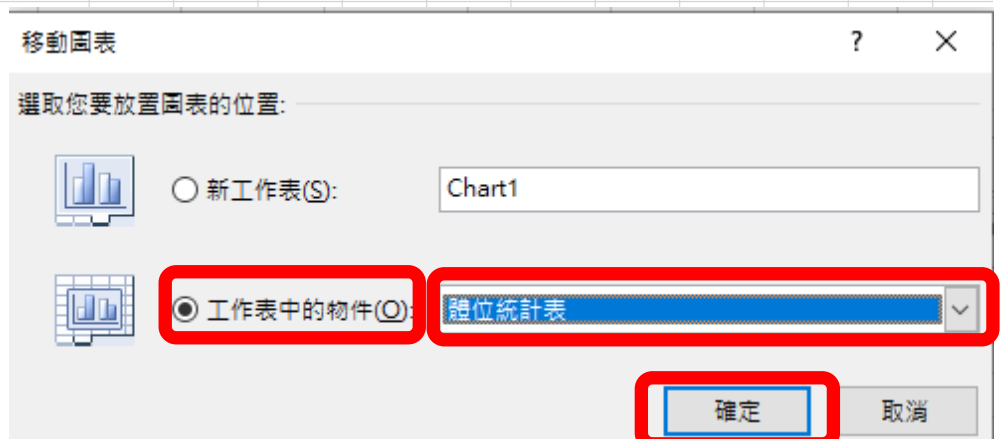 移動圖表 ?
選取您要放置圖表的位置:
新工作表(S): Chart1
工作表中的物件(O): 體位統計表
確定 取消